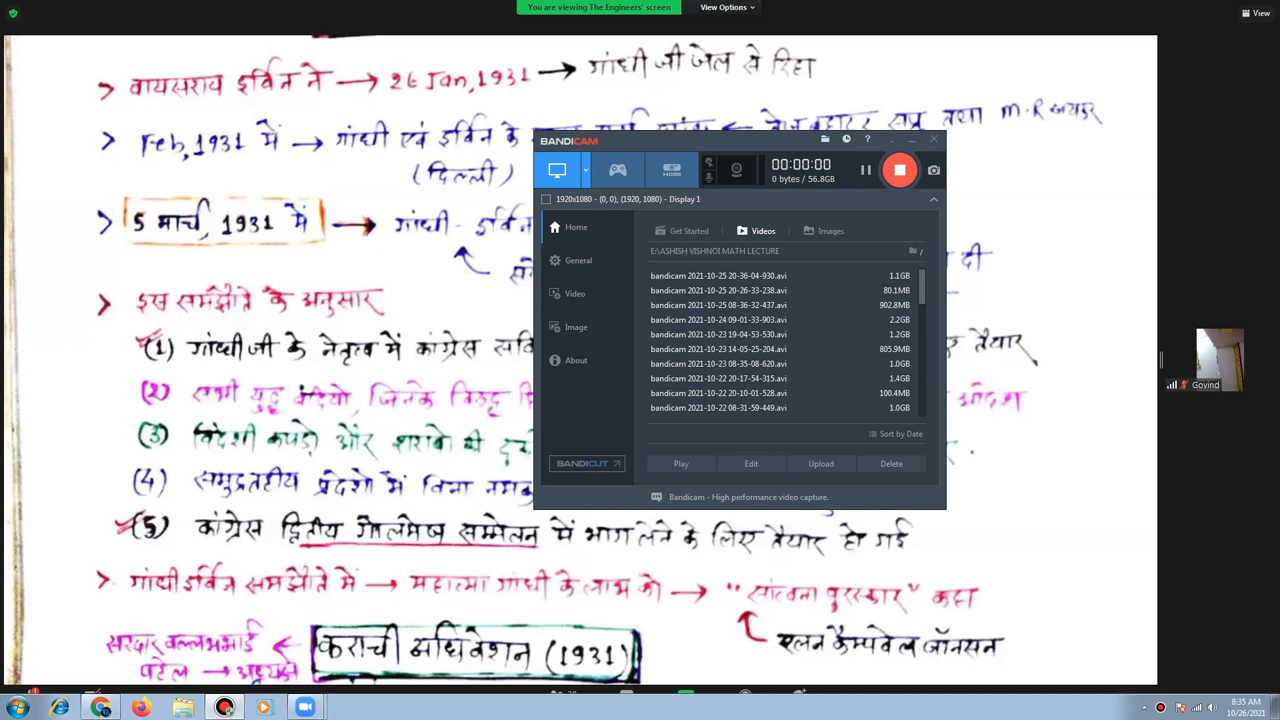 You are viewing The Engineers' screen
View Options
View
> वायसराय इर्विन ने → 26 Jan, 1931 → गांधी जी जेल से रिहा
> Feb, 1931 में → गांधी एवं इर्विन के तथा M.R
(दिल्ली)
> 5 मार्च, 1931 में → गांधी - इर्विन
दी
> इस समझौते के अनुसार
(1) गांधीजी के नेतृत्व में कांग्रेस तैयार
(2) सभी युद्ध जिनके विरुद्ध
(3) विदेशी कपड़ो और
(4) में बिना नमक
(5) कांग्रेस द्वितीय गोलमेज सम्मेलन में भाग लेने के लिए तैयार हो गई
> गांधी इर्विन समझौते में → महात्मा गांधी के लाभ को → "सांत्वना पुरस्कार" कहा
एलन कैम्पवेल जॉनसन
सरदार वल्लभभाई ← कराची अधिवेशन (1931)
पटेल →
BANDICAM
00:00:00
0 bytes / 56.8GB
1920x1080 - (0, 0), (1920, 1080) - Display 1
Home
General
Video
Image
About
BANDICUT
Get Started
Videos
Images
E:\ASHISH VISHNOI MATH LECTURE
bandicam 2021-10-25 20-36-04-930.avi 1.1GB
bandicam 2021-10-25 20-26-33-238.avi 80.1MB
bandicam 2021-10-25 08-36-32-437.avi 902.8MB
bandicam 2021-10-24 09-01-33-903.avi 2.2GB
bandicam 2021-10-23 19-04-53-530.avi 1.2GB
bandicam 2021-10-23 14-05-25-204.avi 805.9MB
bandicam 2021-10-23 08-35-08-620.avi 1.0GB
bandicam 2021-10-22 20-17-54-315.avi 1.4GB
bandicam 2021-10-22 20-10-01-528.avi 100.4MB
bandicam 2021-10-22 08-31-59-449.avi 1.0GB
Sort by Date
Play
Edit
Upload
Delete
Bandicam - High performance video capture.
Govind
8:35 AM
10/26/2021